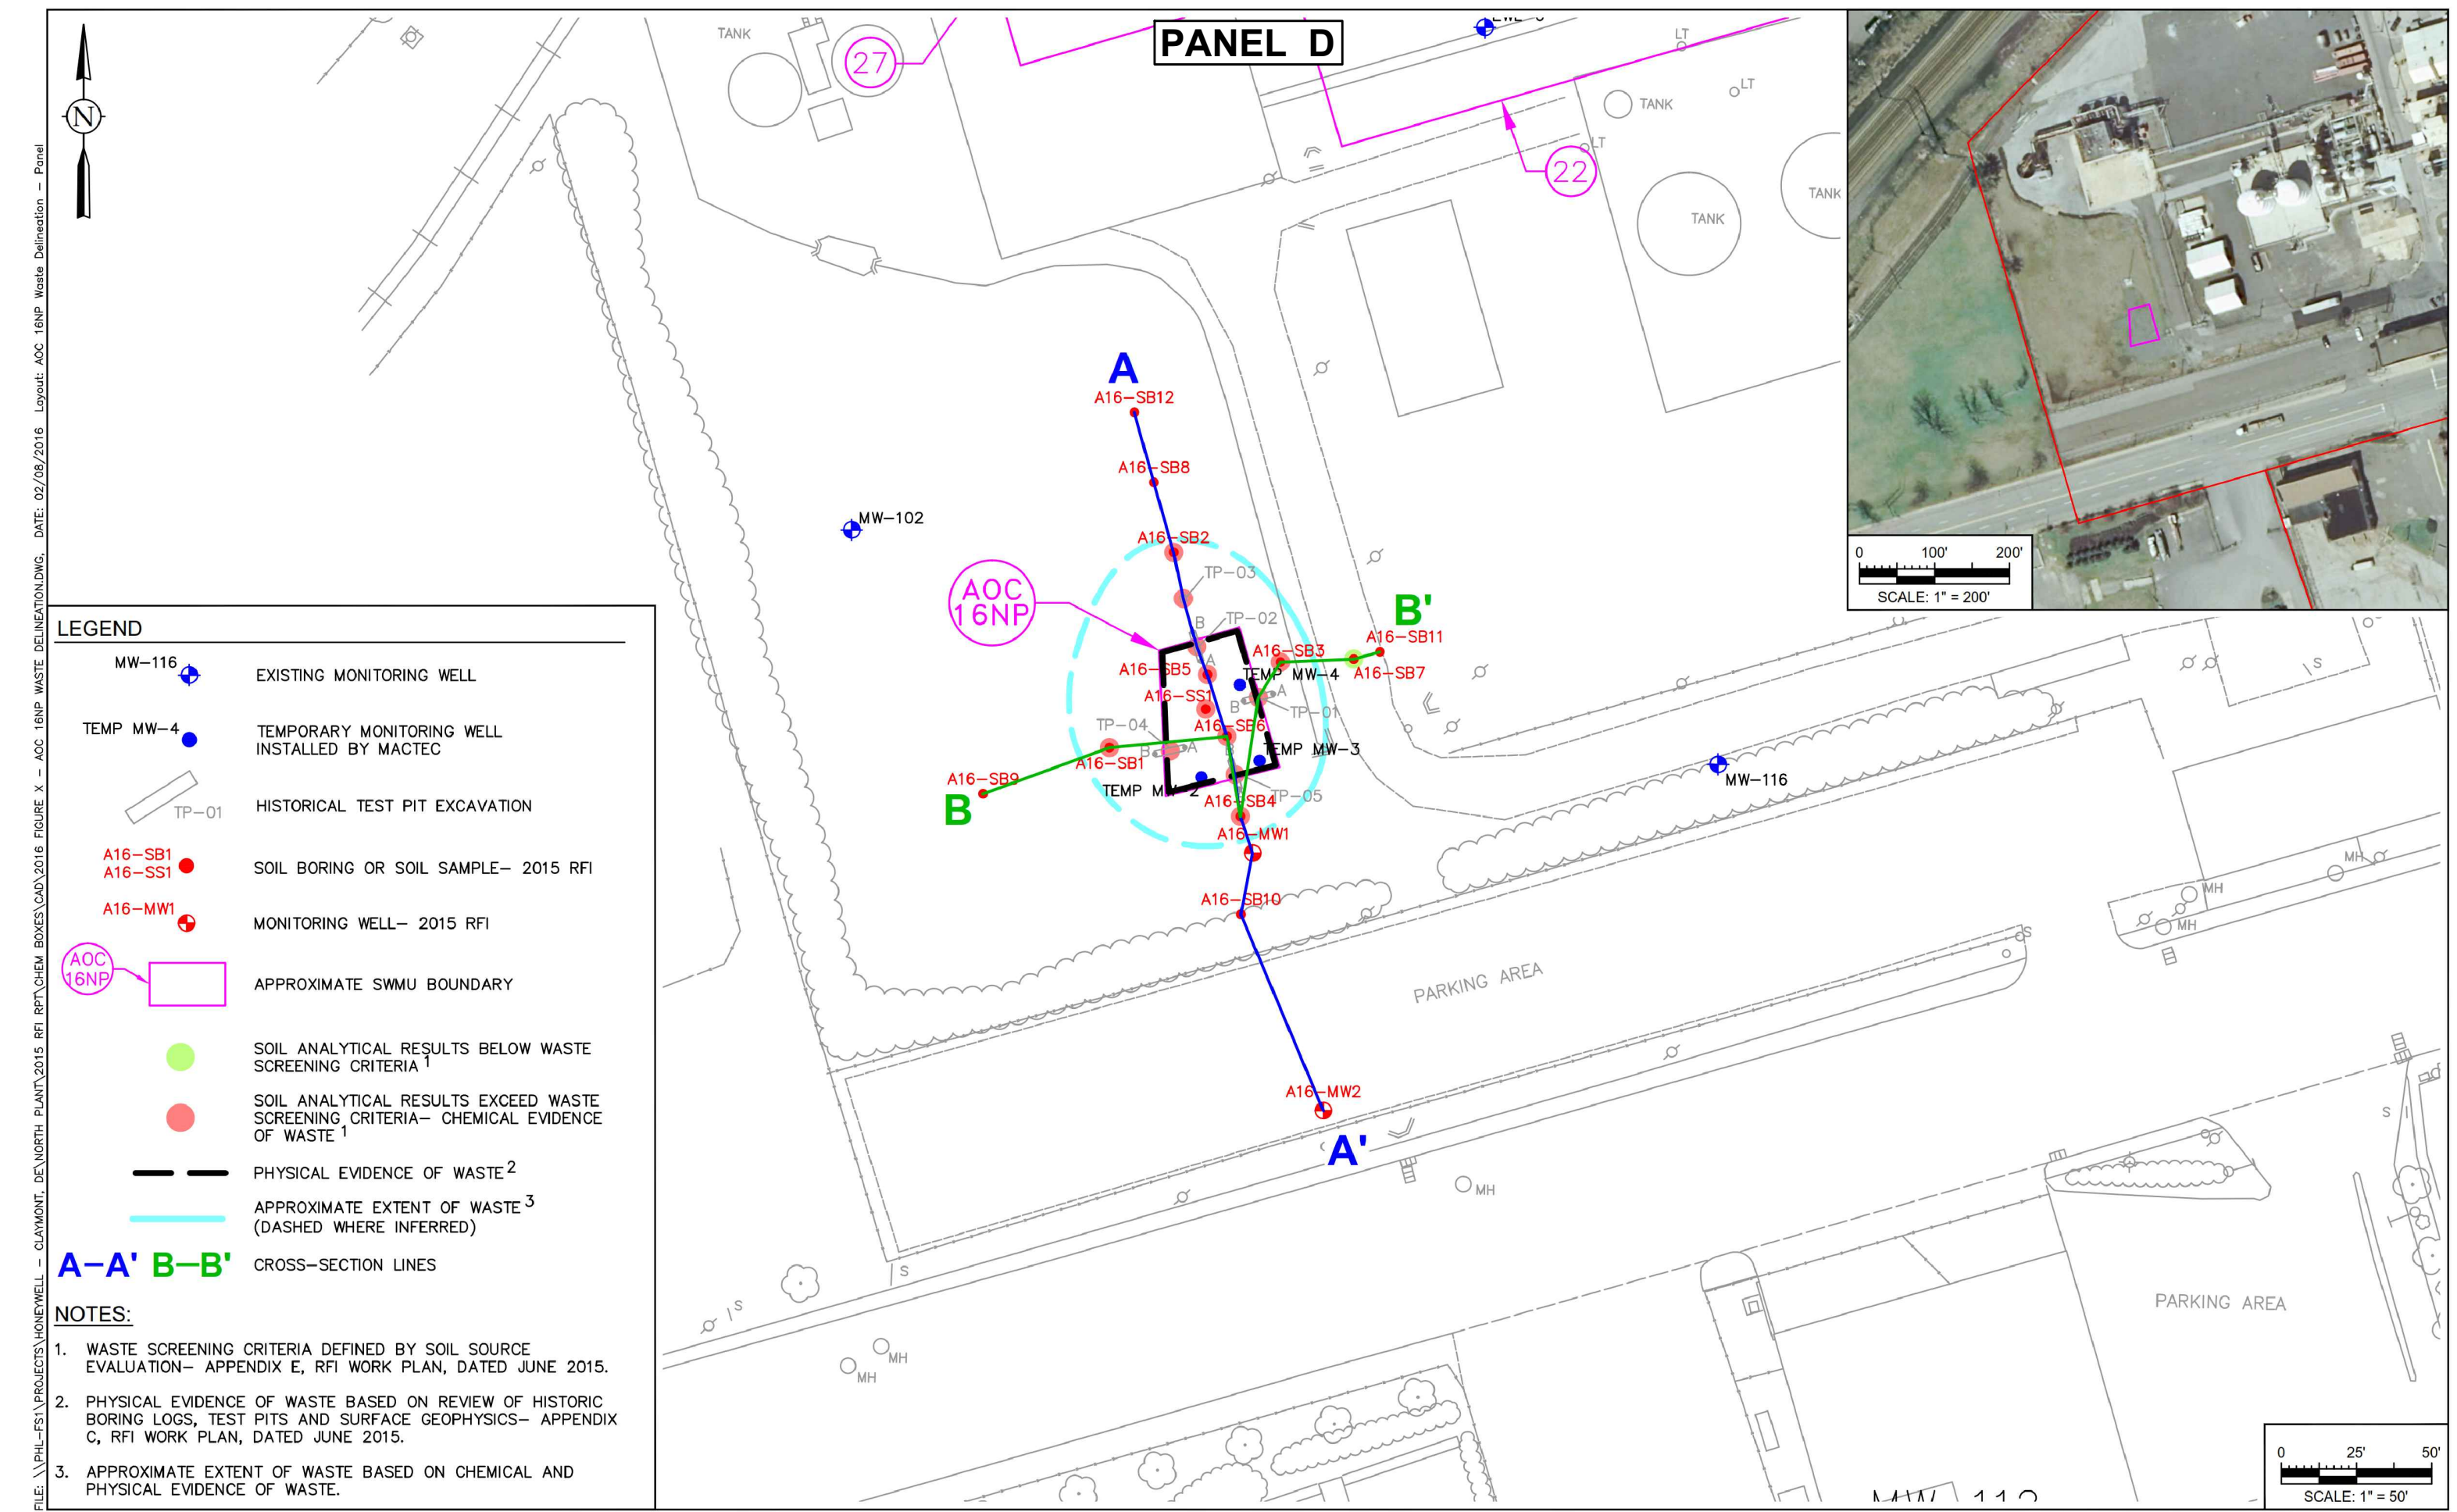 PANEL D
N
TANK
27
LT
TANK
LT
LT
22
TANK
TANK
0 100' 200'
SCALE: 1" = 200'
A
A16-SB12
A16-SB8
MW-102
A16-SB2
TP-03
AOC
16NP
B
TP-02
B'
A16-SB11
A16-SB3
A
A16-SB5
TEMP MW-4
A16-SB7
A16-SS1
A
B
TP-01
TP-04
A16-SB6
B A
B
TEMP MW-3
A16-SB1
A16-SB9
B
TEMP MW-2
A16-SB4
TP-05
A16-MW1
MW-116
A16-SB10
S
MH
MH
MH
S
PARKING AREA
A16-MW2
A'
MH
S
S
S
MH
MH
PARKING AREA
0 25' 50'
SCALE: 1" = 50'
LEGEND
MW-116 EXISTING MONITORING WELL
TEMP MW-4 TEMPORARY MONITORING WELL
INSTALLED BY MACTEC
TP-01 HISTORICAL TEST PIT EXCAVATION
A16-SB1
A16-SS1 SOIL BORING OR SOIL SAMPLE- 2015 RFI
A16-MW1 MONITORING WELL- 2015 RFI
AOC
16NP APPROXIMATE SWMU BOUNDARY
SOIL ANALYTICAL RESULTS BELOW WASTE
SCREENING CRITERIA 1
SOIL ANALYTICAL RESULTS EXCEED WASTE
SCREENING CRITERIA- CHEMICAL EVIDENCE
OF WASTE 1
PHYSICAL EVIDENCE OF WASTE 2
APPROXIMATE EXTENT OF WASTE 3
(DASHED WHERE INFERRED)
A-A' B-B' CROSS-SECTION LINES
NOTES:
1. WASTE SCREENING CRITERIA DEFINED BY SOIL SOURCE
EVALUATION- APPENDIX E, RFI WORK PLAN, DATED JUNE 2015.
2. PHYSICAL EVIDENCE OF WASTE BASED ON REVIEW OF HISTORIC
BORING LOGS, TEST PITS AND SURFACE GEOPHYSICS- APPENDIX
C, RFI WORK PLAN, DATED JUNE 2015.
3. APPROXIMATE EXTENT OF WASTE BASED ON CHEMICAL AND
PHYSICAL EVIDENCE OF WASTE.
FILE: \\PHL-FS1\PROJECTS\HONEYWELL - CLAYMONT, DE\NORTH PLANT\2015 RFI RPT\CHEM BOXES\CAD\2016 FIGURE X - AOC 16NP WASTE DELINEATION.DWG, DATE: 02/08/2016 Layout: AOC 16NP Waste Delineation - Panel